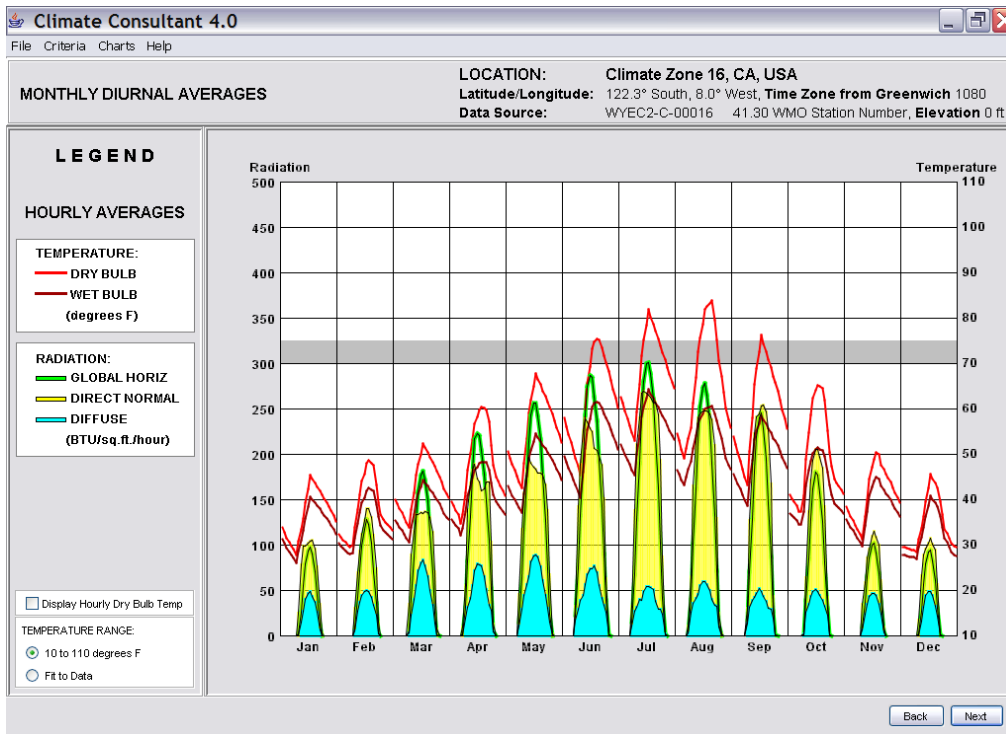 Climate Consultant 4.0
File Criteria Charts Help
MONTHLY DIURNAL AVERAGES
LOCATION: Climate Zone 16, CA, USA
Latitude/Longitude: 122.3° South, 8.0° West, Time Zone from Greenwich 1080
Data Source: WYEC2-C-00016 41.30 WMO Station Number, Elevation 0 ft
LEGEND
HOURLY AVERAGES
TEMPERATURE:
DRY BULB
WET BULB
(degrees F)
RADIATION:
GLOBAL HORIZ
DIRECT NORMAL
DIFFUSE
(BTU/sq.ft./hour)
Display Hourly Dry Bulb Temp
TEMPERATURE RANGE:
10 to 110 degrees F
Fit to Data
Radiation Temperature
500 110
450 100
400 90
350 80
300 70
250 60
200 50
150 40
100 30
50 20
0 10
Jan Feb Mar Apr May Jun Jul Aug Sep Oct Nov Dec
Back Next